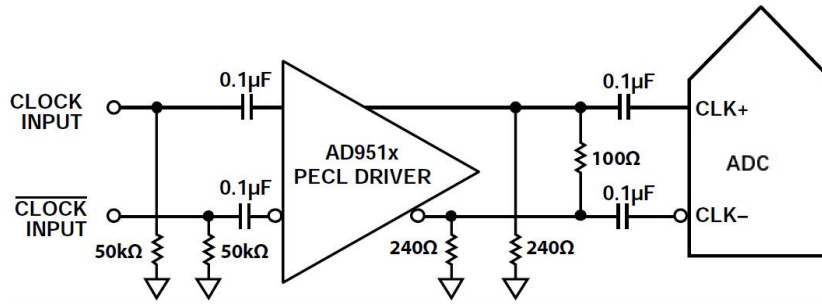 CLOCK
INPUT
0.1µF
AD951x
PECL DRIVER
0.1µF
CLK+
100Ω
ADC
CLOCK
INPUT
0.1µF
0.1µF
CLK–
50kΩ
50kΩ
240Ω
240Ω